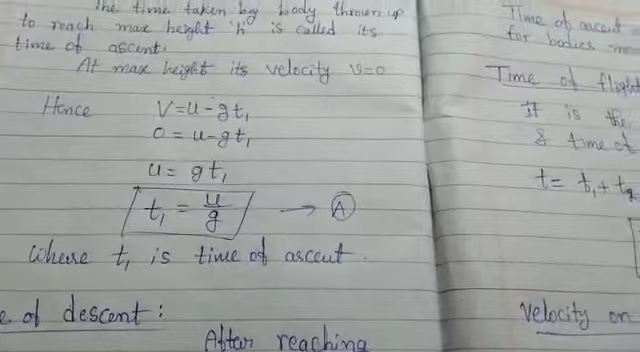 The time taken by body thrown up
to reach max height 'h' is called its
time of ascent.
At max height its velocity v=0
Hence V=u-gt₁
0=u-gt₁
u=gt₁
t₁ = u/g → Ⓐ
Where t₁ is time of ascent.
of descent:
After reaching
Time of ascent
for bodies
Time of flight
It is the
& time of
t= t₁+t₂
Velocity on